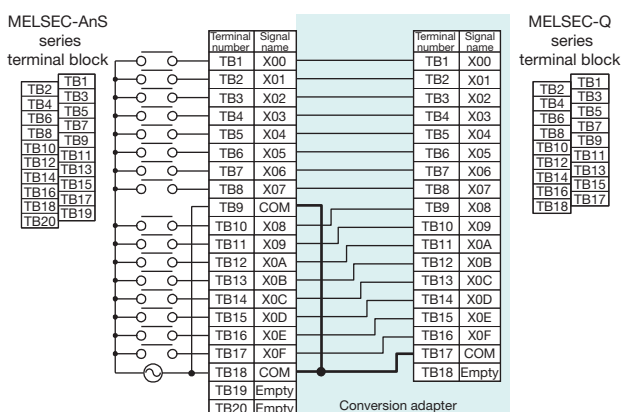 MELSEC-AnS
series
terminal block
TB1
TB2
TB3
TB4
TB5
TB6
TB7
TB8
TB9
TB10
TB11
TB12
TB13
TB14
TB15
TB16
TB17
TB18
TB19
TB20
Terminal number Signal name
TB1 X00
TB2 X01
TB3 X02
TB4 X03
TB5 X04
TB6 X05
TB7 X06
TB8 X07
TB9 COM
TB10 X08
TB11 X09
TB12 X0A
TB13 X0B
TB14 X0C
TB15 X0D
TB16 X0E
TB17 X0F
TB18 COM
TB19 Empty
TB20 Empty
Conversion adapter
Terminal number Signal name
TB1 X00
TB2 X01
TB3 X02
TB4 X03
TB5 X04
TB6 X05
TB7 X06
TB8 X07
TB9 X08
TB10 X09
TB11 X0A
TB12 X0B
TB13 X0C
TB14 X0D
TB15 X0E
TB16 X0F
TB17 COM
TB18 Empty
MELSEC-Q
series
terminal block
TB1
TB2
TB3
TB4
TB5
TB6
TB7
TB8
TB9
TB10
TB11
TB12
TB13
TB14
TB15
TB16
TB17
TB18